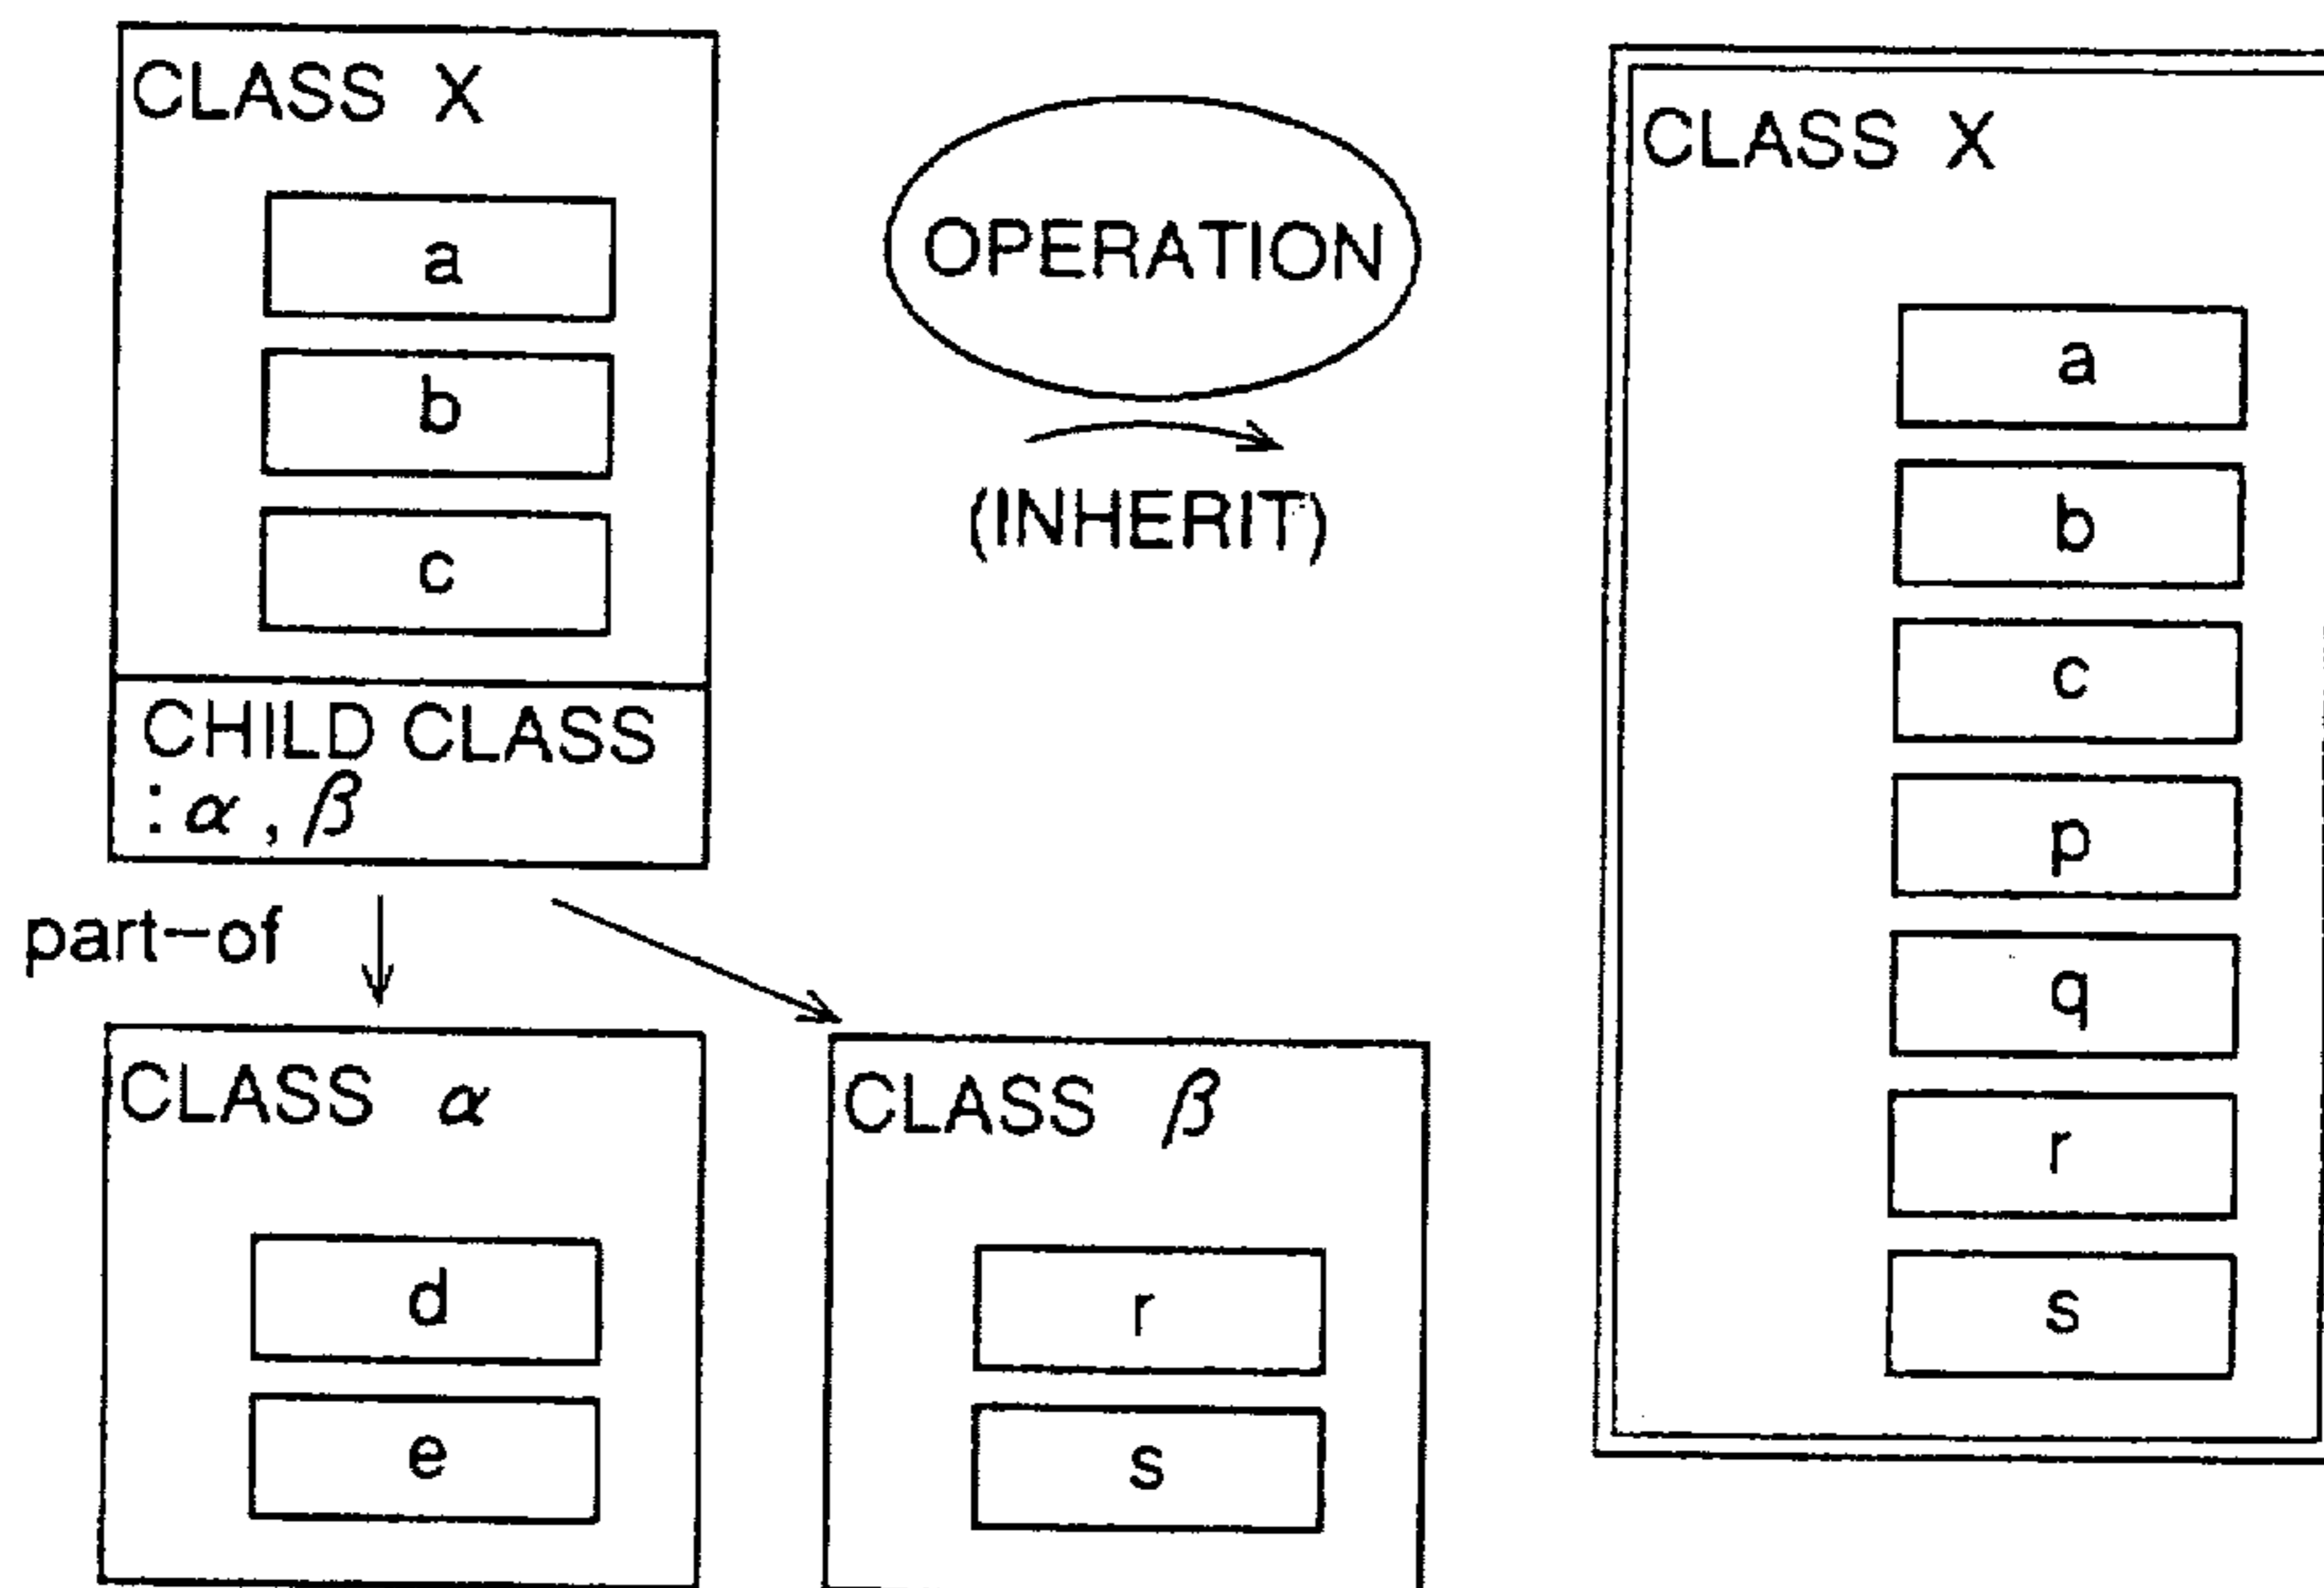 CLASS X
a
b
c
CHILD CLASS
: α , β
part-of
CLASS α
d
e
CLASS β
r
s
OPERATION
(INHERIT)
CLASS X
a
b
c
p
q
r
s